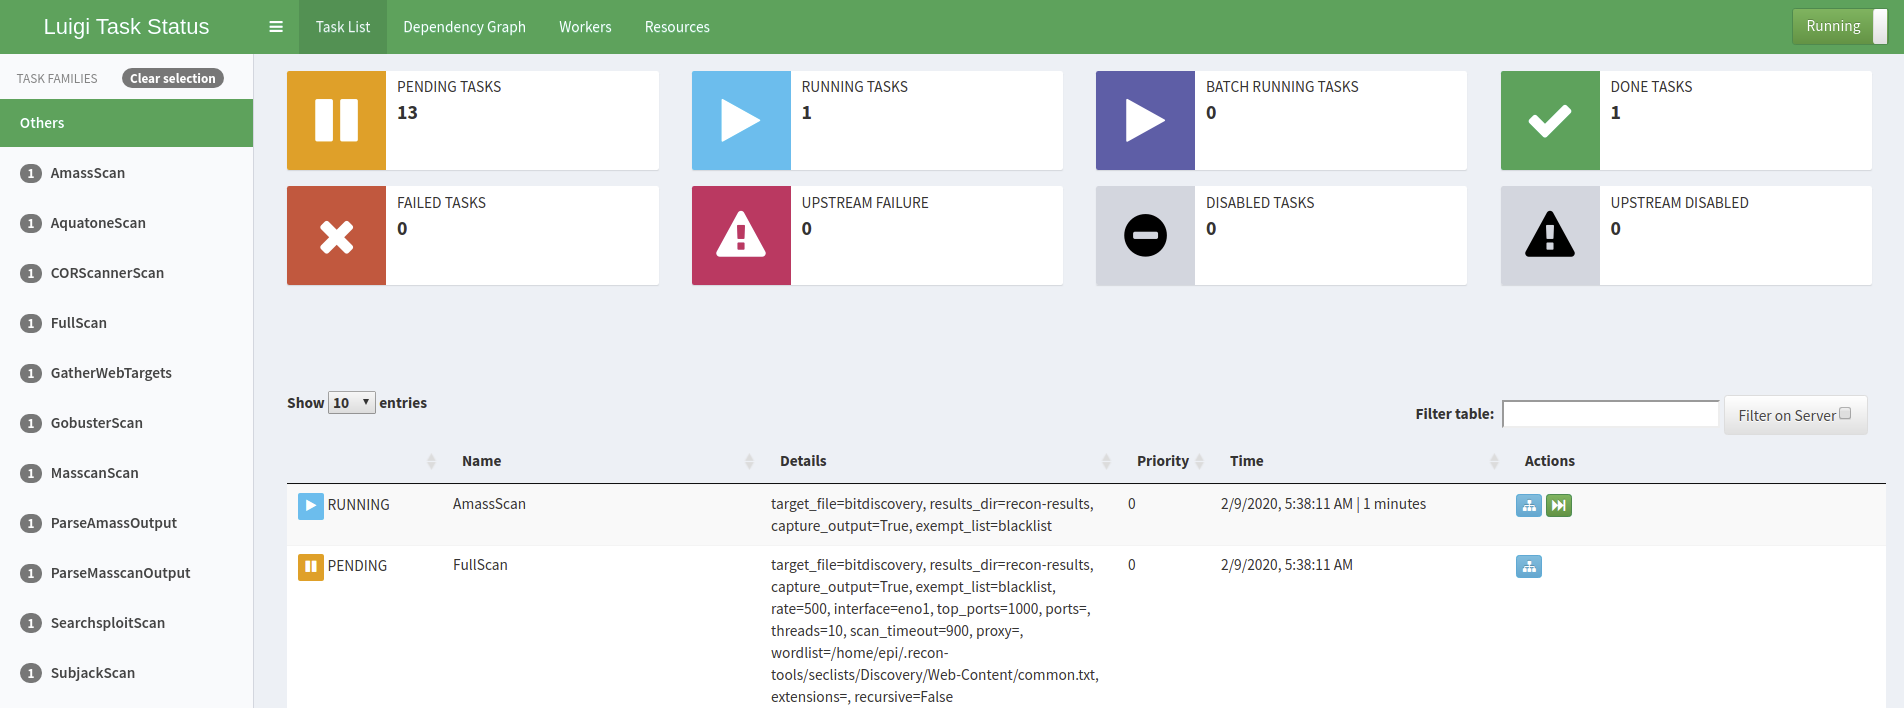 Luigi Task Status
Task List
Dependency Graph
Workers
Resources
Running
TASK FAMILIES
Clear selection
Others
1 AmassScan
1 AquatoneScan
1 CORScannerScan
1 FullScan
1 GatherWebTargets
1 GobusterScan
1 MasscanScan
1 ParseAmassOutput
1 ParseMasscanOutput
1 SearchsploitScan
1 SubjackScan
PENDING TASKS
13
RUNNING TASKS
1
BATCH RUNNING TASKS
0
DONE TASKS
1
FAILED TASKS
0
UPSTREAM FAILURE
0
DISABLED TASKS
0
UPSTREAM DISABLED
0
Show 10 entries
Filter table:
Filter on Server
Name Details Priority Time Actions
RUNNING AmassScan target_file=bitdiscovery, results_dir=recon-results, 0 2/9/2020, 5:38:11 AM | 1 minutes
capture_output=True, exempt_list=blacklist
PENDING FullScan target_file=bitdiscovery, results_dir=recon-results, 0 2/9/2020, 5:38:11 AM
capture_output=True, exempt_list=blacklist,
rate=500, interface=eno1, top_ports=1000, ports=,
threads=10, scan_timeout=900, proxy=,
wordlist=/home/epi/.recon-
tools/seclists/Discovery/Web-Content/common.txt,
extensions=, recursive=False